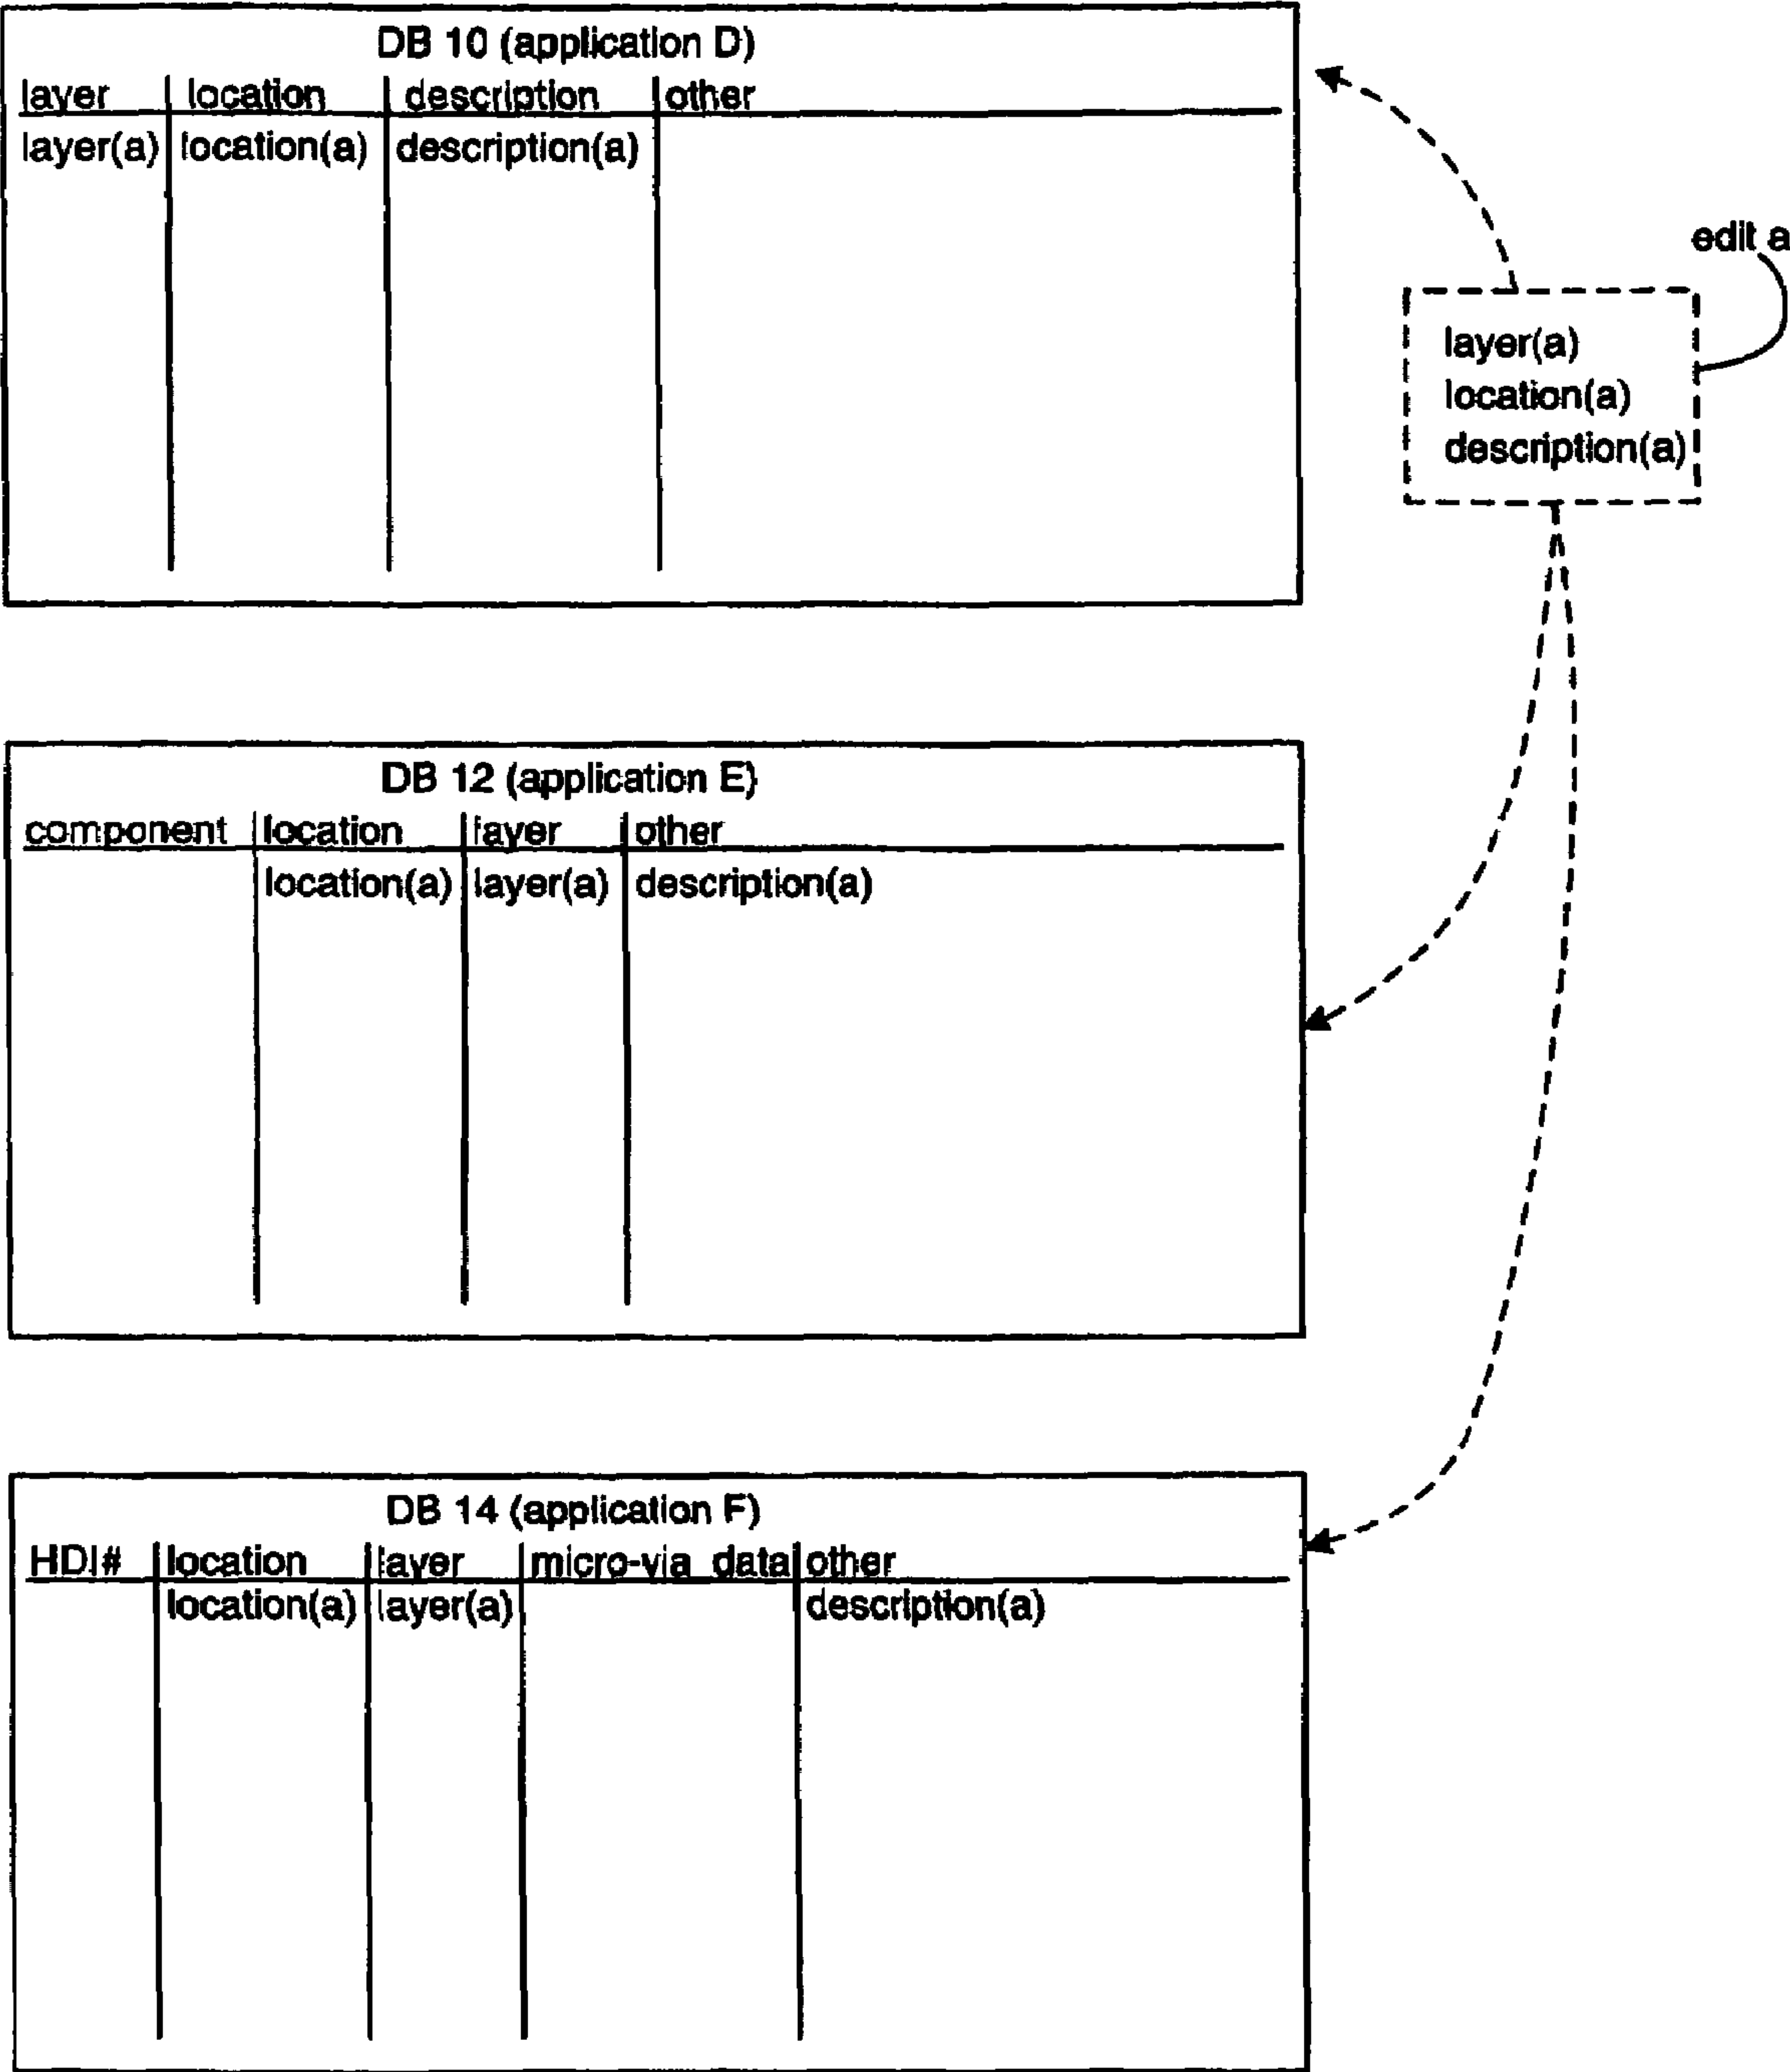 DB 10 (application D)
layer location description other
layer(a) location(a) description(a)
edit a
layer(a)
location(a)
description(a)
DB 12 (application E)
component location layer other
location(a) layer(a) description(a)
DB 14 (application F)
HDI# location layer micro-via data other
location(a) layer(a) description(a)